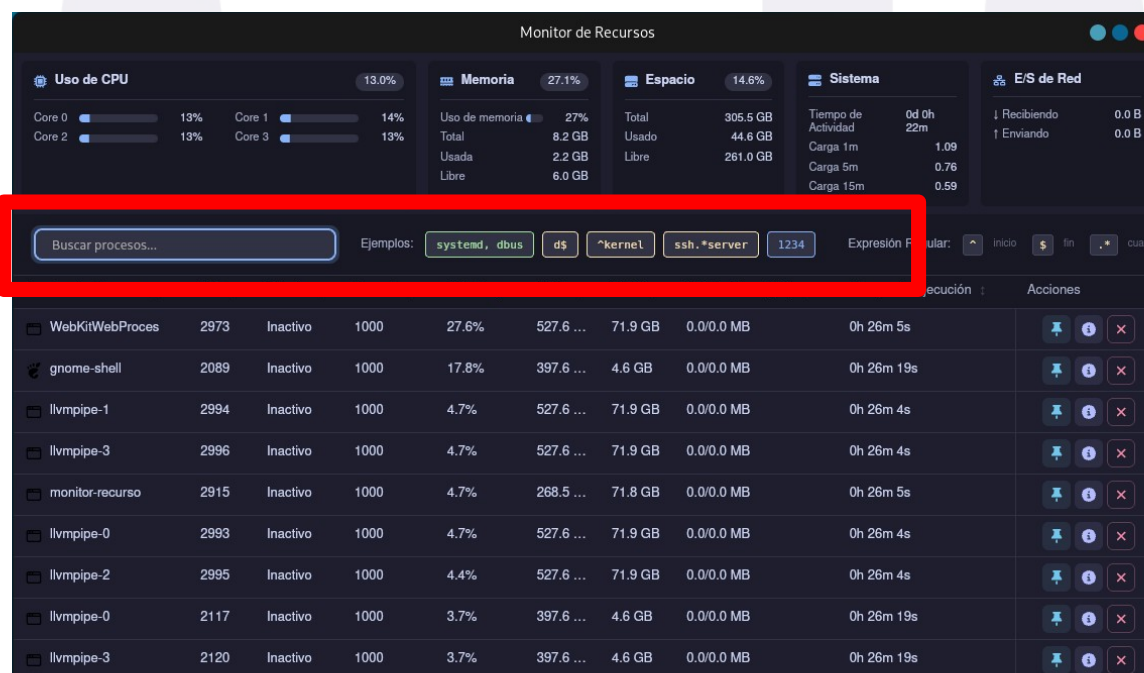 Monitor de Recursos
Uso de CPU 13.0%
Core 0 13% Core 1 14%
Core 2 13% Core 3 13%
Memoria 27.1%
Uso de memoria 27%
Total 8.2 GB
Usada 2.2 GB
Libre 6.0 GB
Espacio 14.6%
Total 305.5 GB
Usado 44.6 GB
Libre 261.0 GB
Sistema
Tiempo de Actividad 0d 0h 22m
Carga 1m 1.09
Carga 5m 0.76
Carga 15m 0.59
E/S de Red
↓ Recibiendo 0.0 B
↑ Enviando 0.0 B
Buscar procesos... Ejemplos: systemd, dbus d$ ^kernel ssh.*server 1234 Expresión ular: ^ inicio $ fin .* cua
ecución Acciones
WebKitWebProces 2973 Inactivo 1000 27.6% 527.6 ... 71.9 GB 0.0/0.0 MB 0h 26m 5s
gnome-shell 2089 Inactivo 1000 17.8% 397.6 ... 4.6 GB 0.0/0.0 MB 0h 26m 19s
llvmpipe-1 2994 Inactivo 1000 4.7% 527.6 ... 71.9 GB 0.0/0.0 MB 0h 26m 4s
llvmpipe-3 2996 Inactivo 1000 4.7% 527.6 ... 71.9 GB 0.0/0.0 MB 0h 26m 4s
monitor-recurso 2915 Inactivo 1000 4.7% 268.5 ... 71.8 GB 0.0/0.0 MB 0h 26m 5s
llvmpipe-0 2993 Inactivo 1000 4.7% 527.6 ... 71.9 GB 0.0/0.0 MB 0h 26m 4s
llvmpipe-2 2995 Inactivo 1000 4.4% 527.6 ... 71.9 GB 0.0/0.0 MB 0h 26m 4s
llvmpipe-0 2117 Inactivo 1000 3.7% 397.6 ... 4.6 GB 0.0/0.0 MB 0h 26m 19s
llvmpipe-3 2120 Inactivo 1000 3.7% 397.6 ... 4.6 GB 0.0/0.0 MB 0h 26m 19s